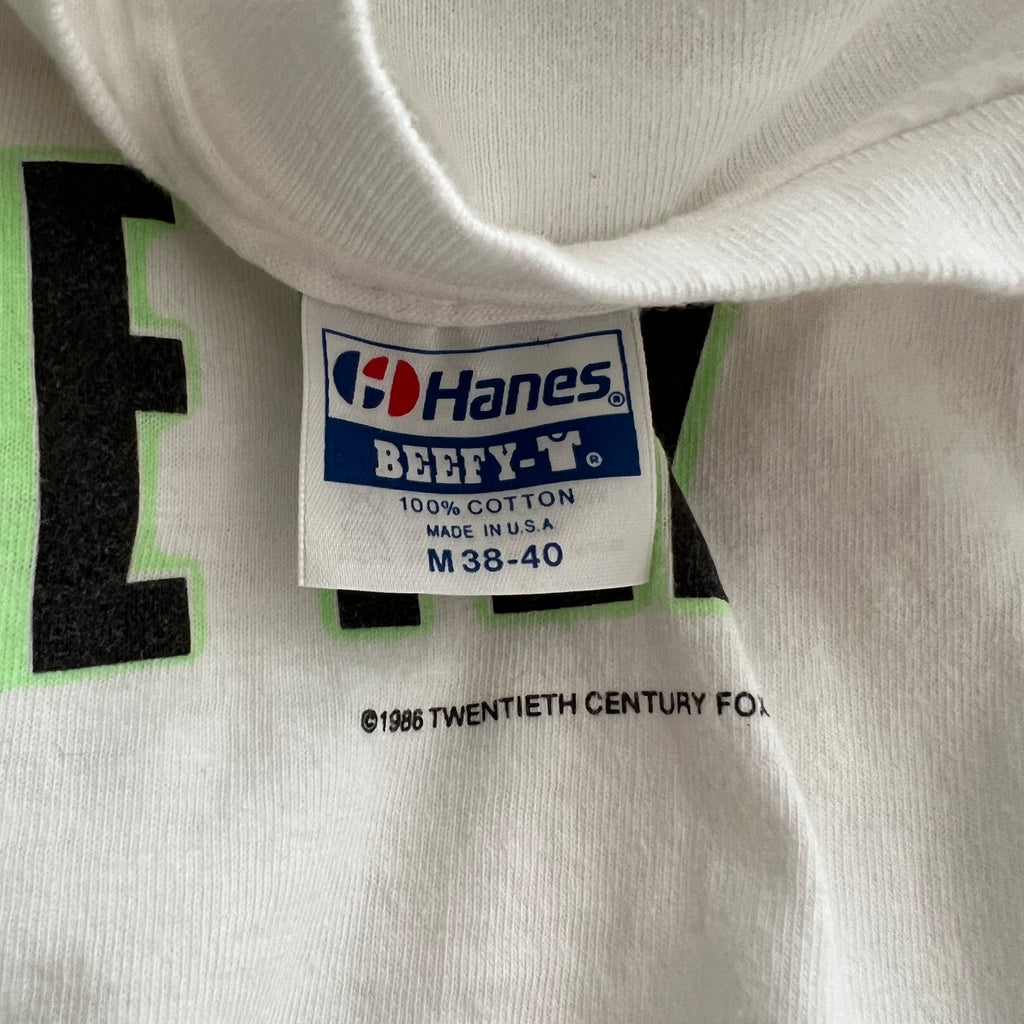 E
Hanes®
BEEFY-T®
100% COTTON
MADE IN U.S.A
M 38-40
©1986 TWENTIETH CENTURY FOX